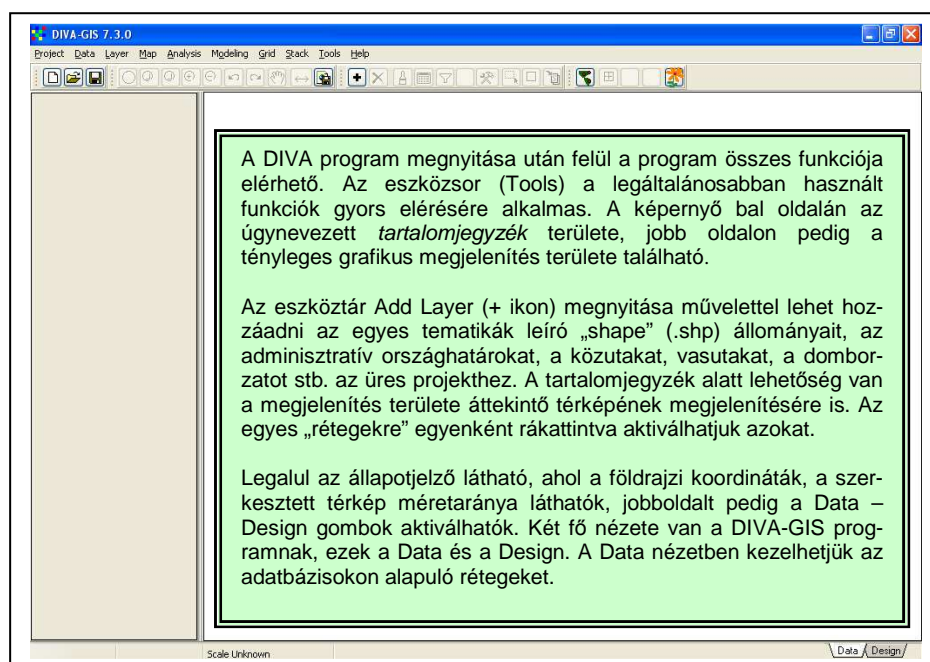 DIVA-GIS 7.3.0
Project Data Layer Map Analysis Modeling Grid Stack Tools Help
A DIVA program megnyitása után felül a program összes funkciója
elérhető. Az eszközsor (Tools) a legáltalánosabban használt
funkciók gyors elérésére alkalmas. A képernyő bal oldalán az
úgynevezett tartalomjegyzék területe, jobb oldalon pedig a
tényleges grafikus megjelenítés területe található.
Az eszköztár Add Layer (+ ikon) megnyitása művelettel lehet hoz-
záadni az egyes tematikák leíró „shape” (.shp) állományait, az
adminisztratív országhatárokat, a közutakat, vasutakat, a dombor-
zatot stb. az üres projekthez. A tartalomjegyzék alatt lehetőség van
a megjelenítés területe áttekintő térképének megjelenítésére is. Az
egyes „rétegekre” egyenként rákattintva aktiválhatjuk azokat.
Legalul az állapotjelző látható, ahol a földrajzi koordináták, a szer-
kesztett térkép méretaránya láthatók, jobboldalt pedig a Data –
Design gombok aktiválhatók. Két fő nézete van a DIVA-GIS prog-
ramnak, ezek a Data és a Design. A Data nézetben kezelhetjük az
adatbázisokon alapuló rétegeket.
Scale Unknown
Data Design